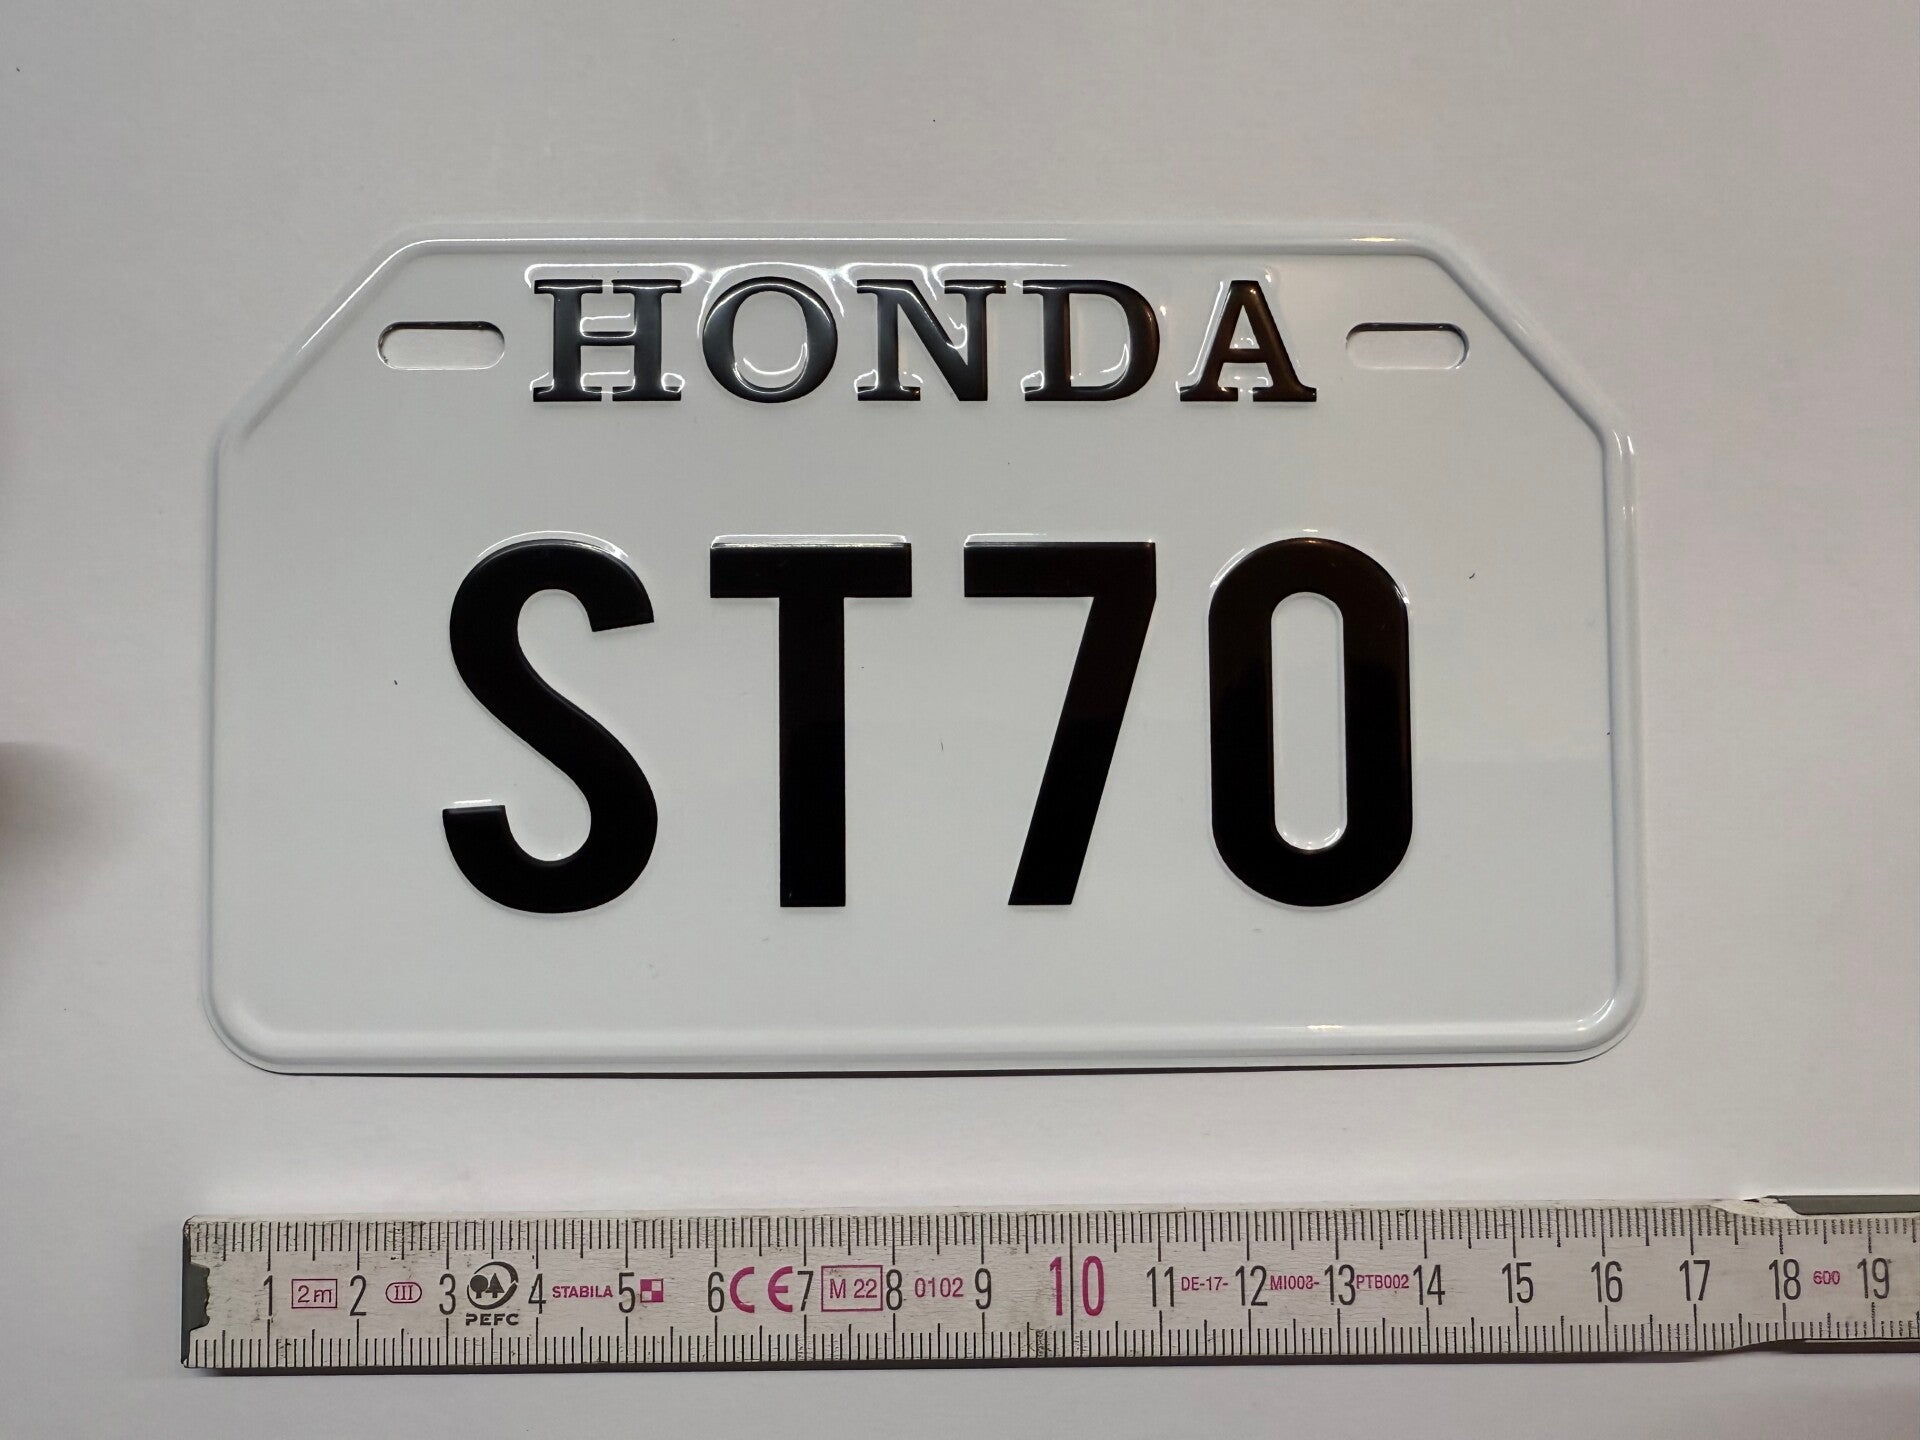 HONDA
ST70
1 2m 2 III 3 4 STABILA 5 6 CE 7 M 22 8 0102 9 10 11 DE-17- 12 MI008- 13 PTB002 14 15 16 17 18 600 19
PEFC